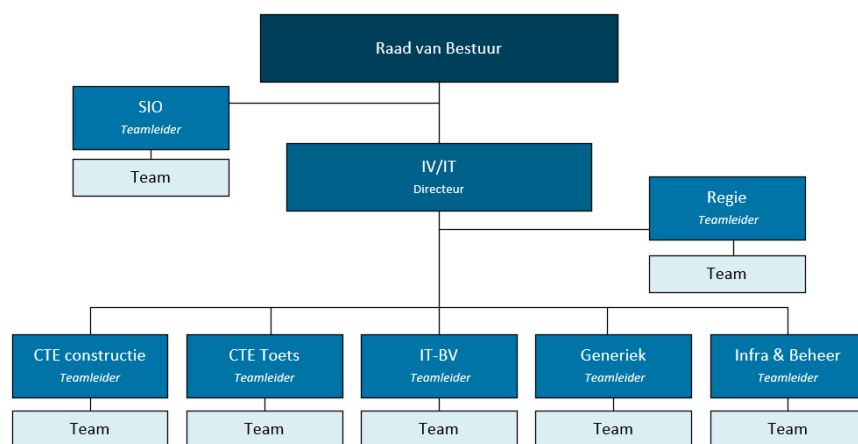 Raad van Bestuur
SIO
Teamleider
Team
IV/IT
Directeur
Regie
Teamleider
Team
CTE constructie
Teamleider
Team
CTE Toets
Teamleider
Team
IT-BV
Teamleider
Team
Generiek
Teamleider
Team
Infra & Beheer
Teamleider
Team